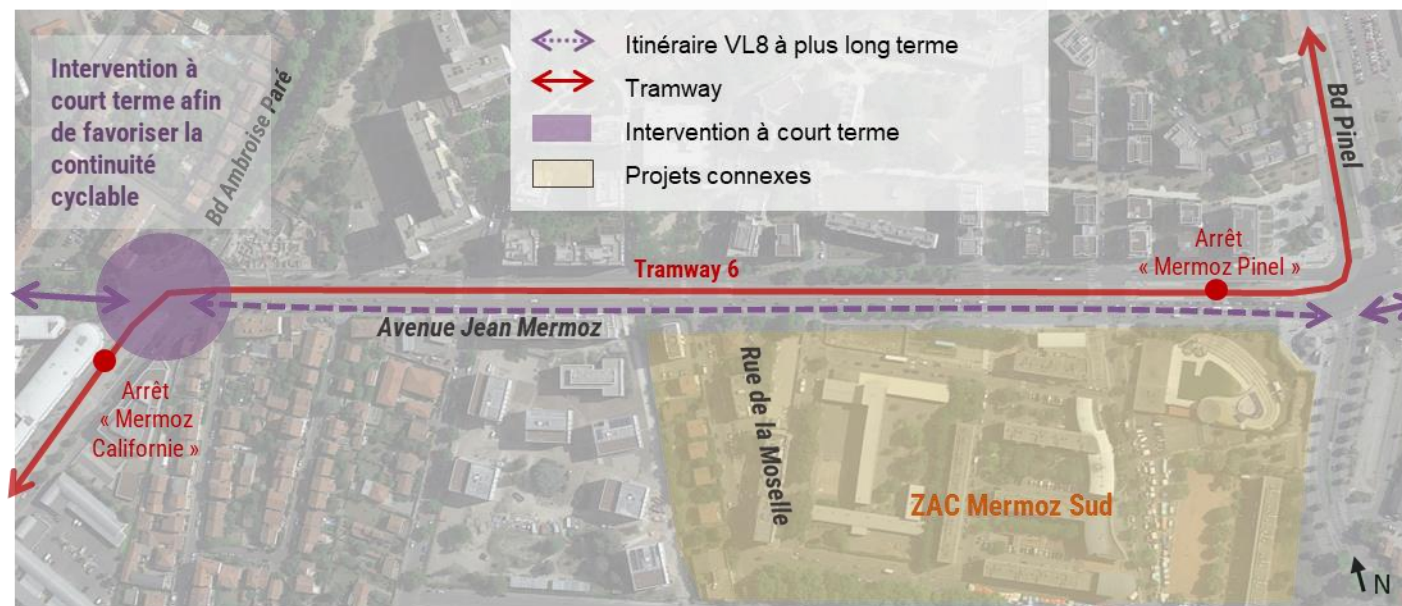 Intervention à
court terme afin
de favoriser la
continuité
cyclable
Bd Ambroise Paré
Itinéraire VL8 à plus long terme
Tramway
Intervention à court terme
Projets connexes
Bd Pinel
Arrêt
« Mermoz Pinel »
Tramway 6
Avenue Jean Mermoz
Arrêt
« Mermoz
Californie »
Rue de la Moselle
ZAC Mermoz Sud
N